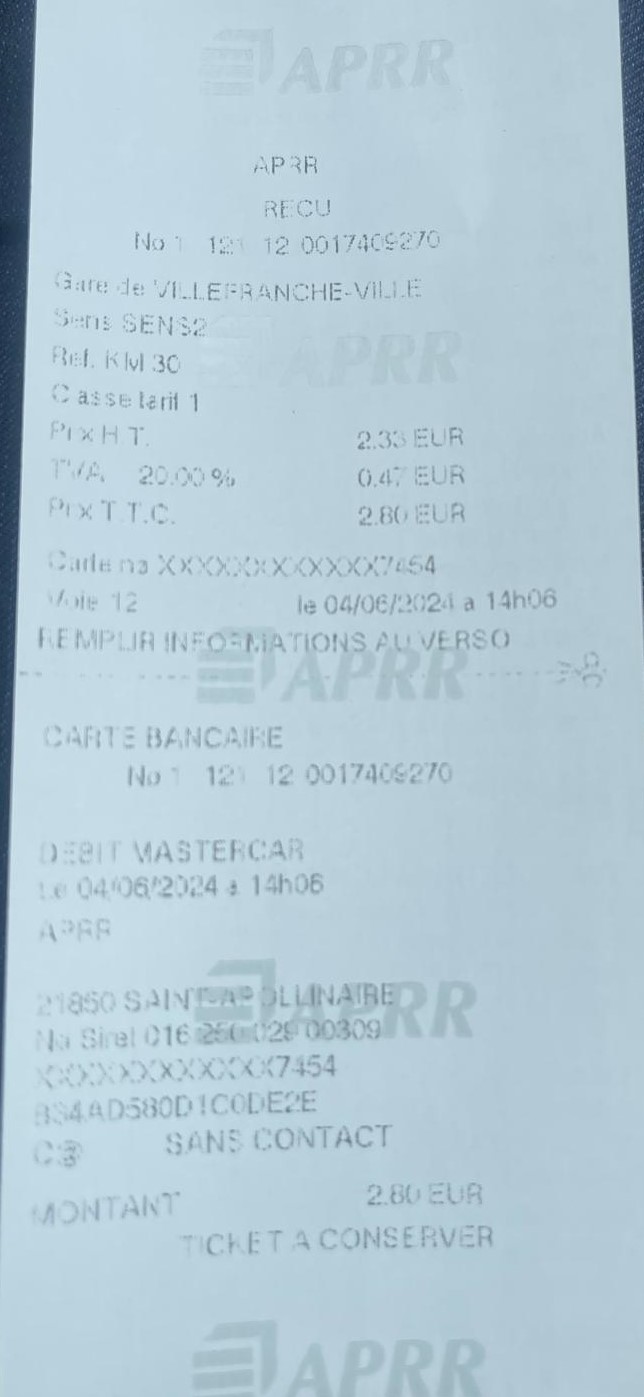 APRR
APRR
RECU
No 1 121 12 0017409270
Gare de VILLEFRANCHE-VILLE
Sens SENS2
APRR
Ref. KM 30
Classe tarif 1
Prix H.T. 2.33 EUR
TVA 20.00 % 0.47 EUR
Prix T.T.C. 2.80 EUR
Carte no XXXXXXXXXXXX7454
Voie 12 le 04/06/2024 a 14h06
REMPLIR INFORMATIONS AU VERSO
APRR
CARTE BANCAIRE
No 1 121 12 0017409270
DEBIT MASTERCAR
Le 04/06/2024 a 14h06
APRR
21850 SAINT-APOLLINAIRE
APRR
No Siret 016 250 029 00309
XXXXXXXXXXXX7454
834AD580D1C0DE2E
SANS CONTACT
MONTANT 2.80 EUR
TICKET A CONSERVER
APRR